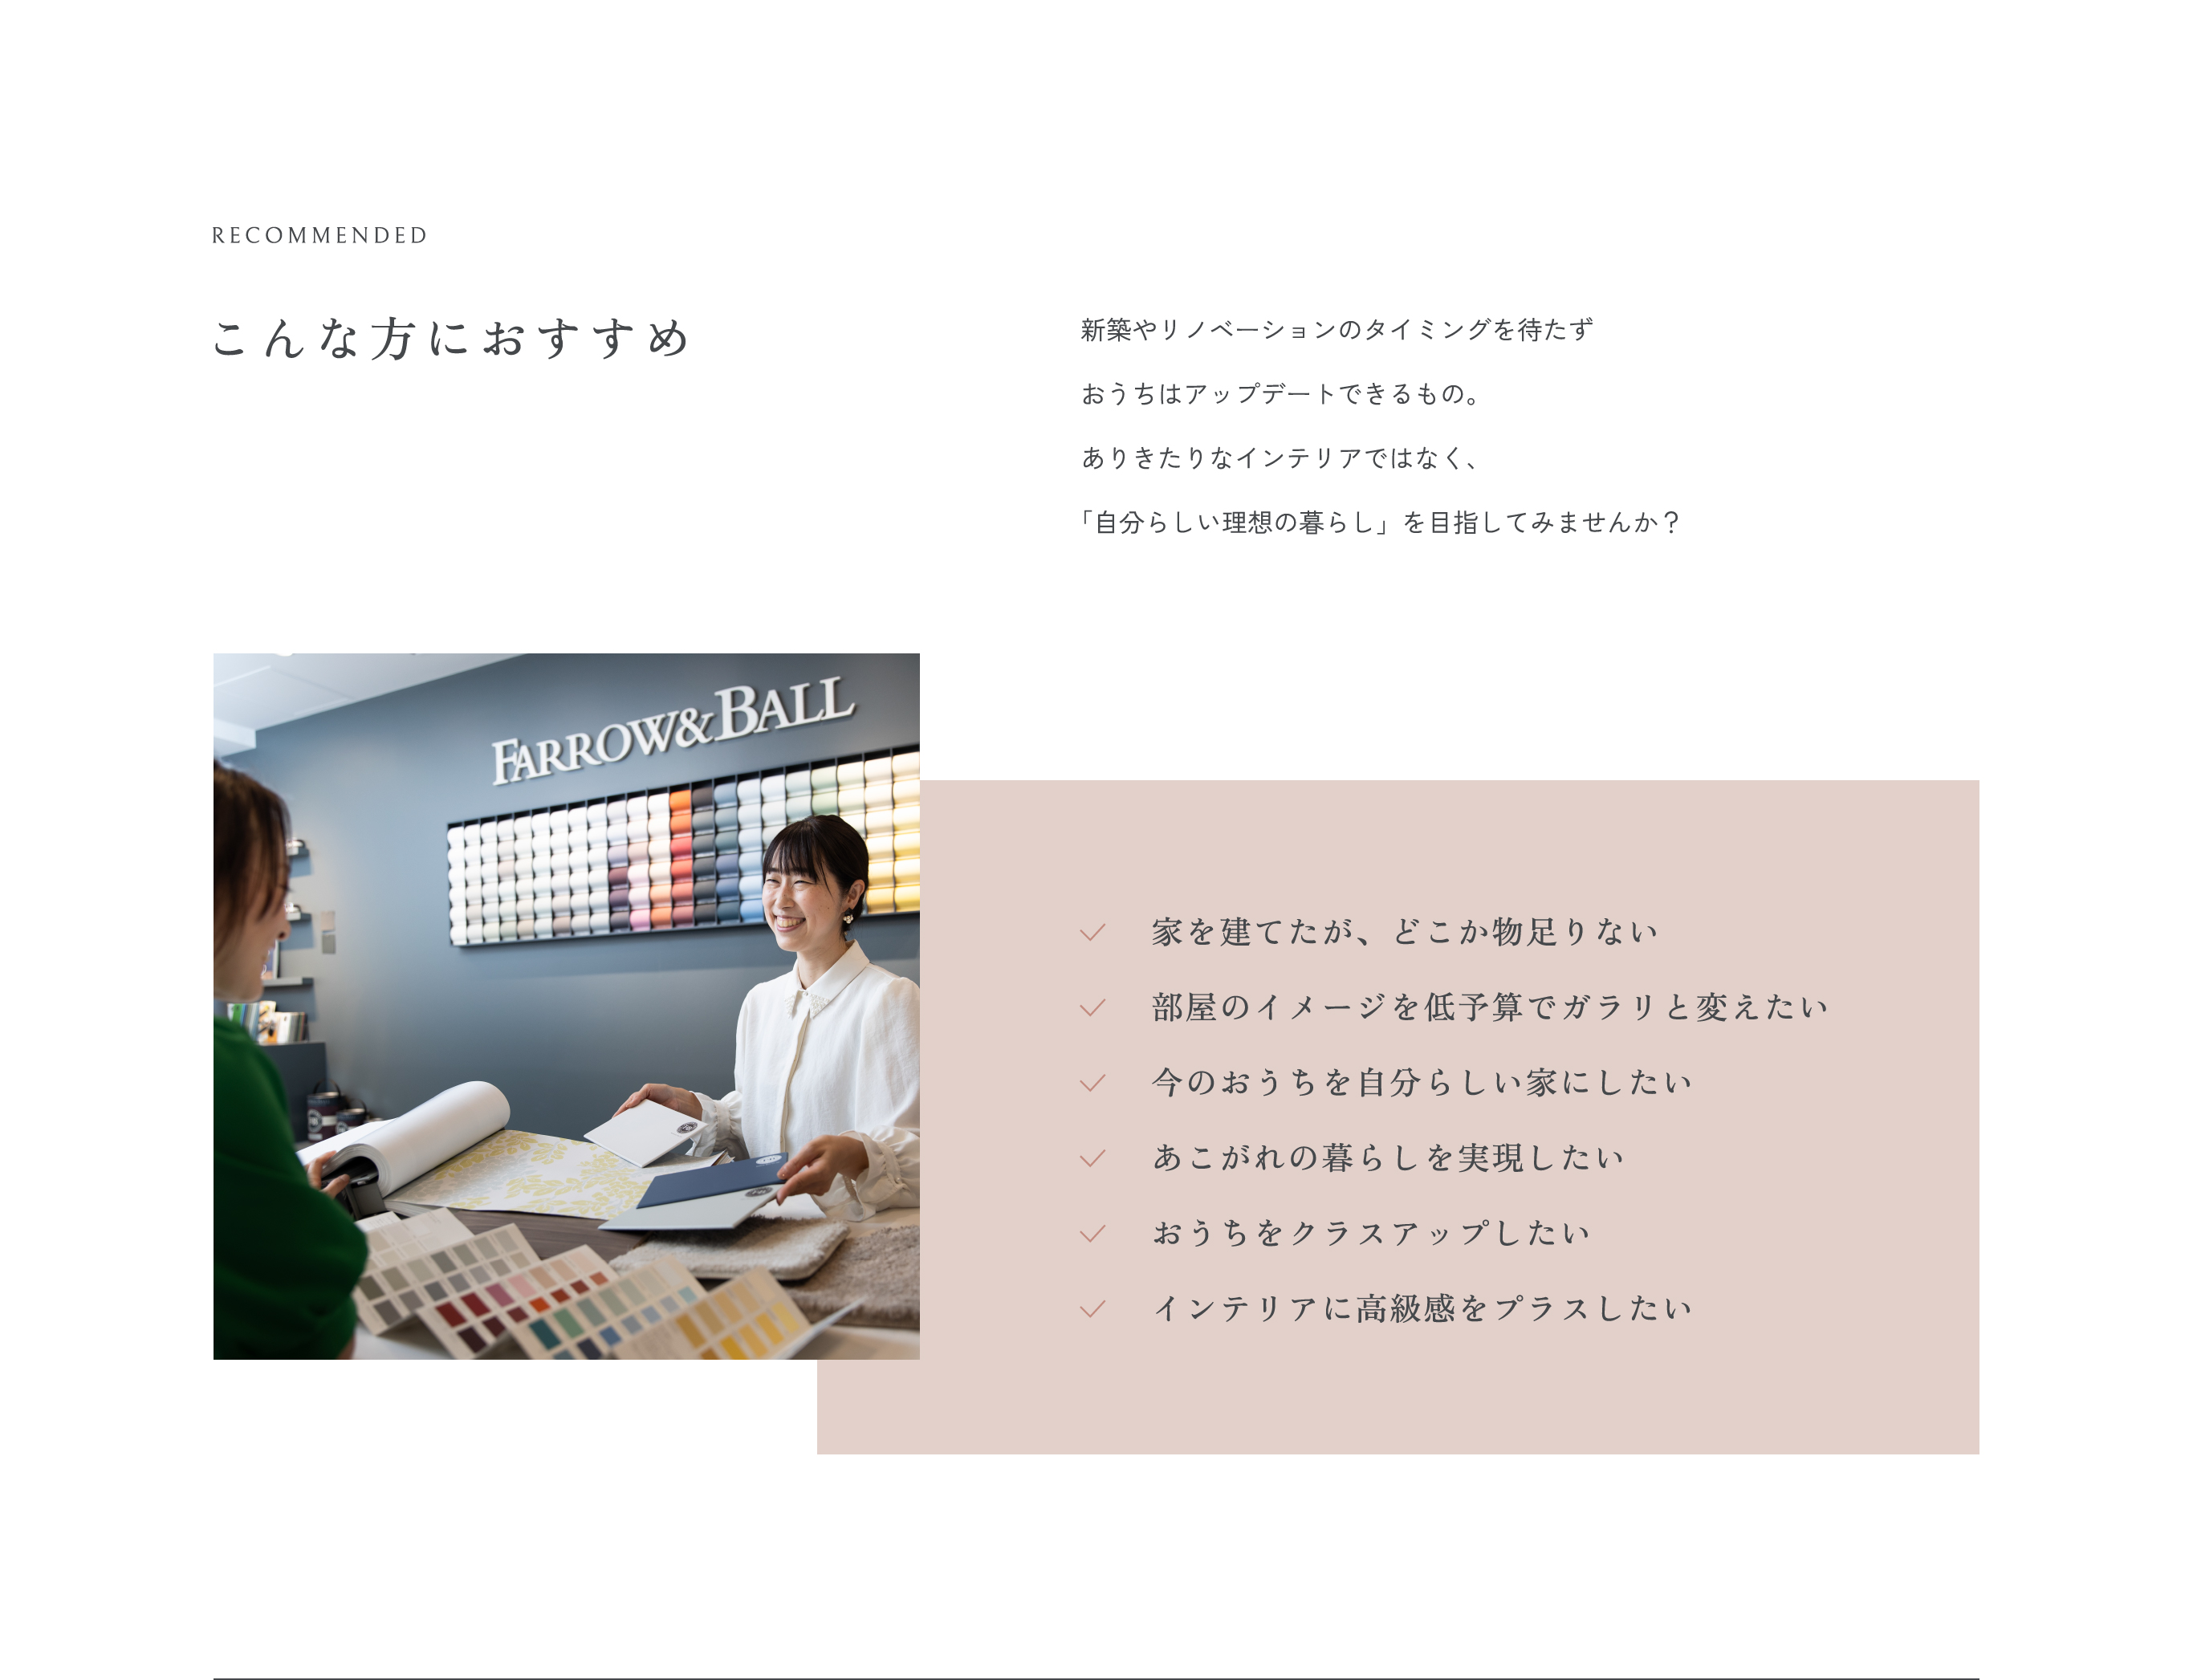 RECOMMENDED
こんな方におすすめ
新築やリノベーションのタイミングを待たず
おうちはアップデートできるもの。
ありきたりなインテリアではなく、
「自分らしい理想の暮らし」を目指してみませんか？
FARROW&BALL
家を建てたが、どこか物足りない
部屋のイメージを低予算でガラリと変えたい
今のおうちを自分らしい家にしたい
あこがれの暮らしを実現したい
おうちをクラスアップしたい
インテリアに高級感をプラスしたい